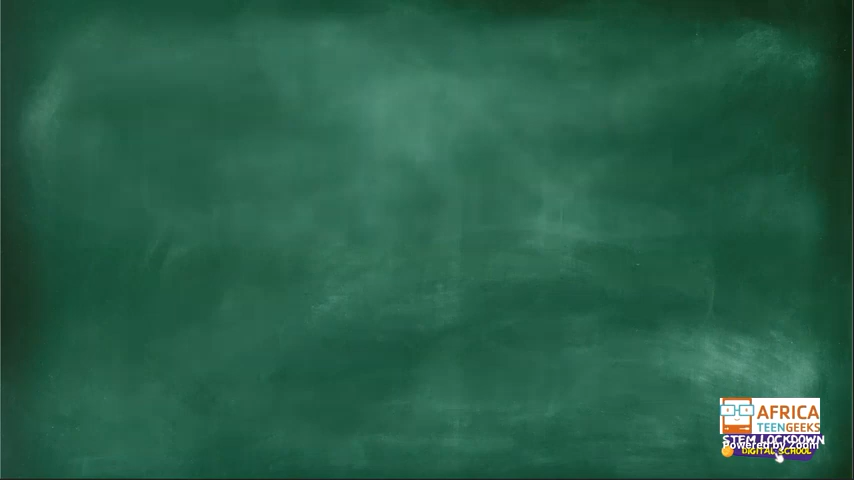 AFRICA
TEENGEEKS
STEM LOCKDOWN
Powered by Zoom
DIGITAL SCHOOL